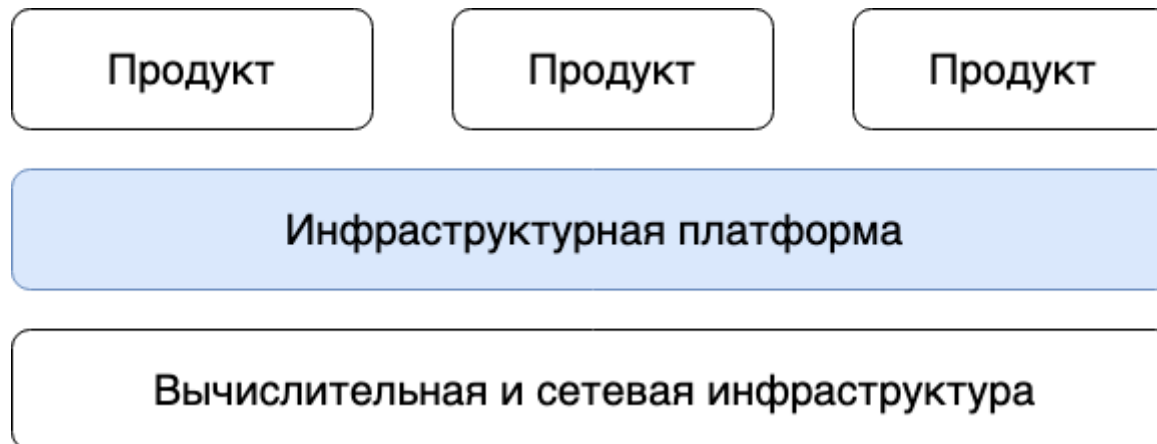 Продукт Продукт Продукт
Инфраструктурная платформа
Вычислительная и сетевая инфраструктура